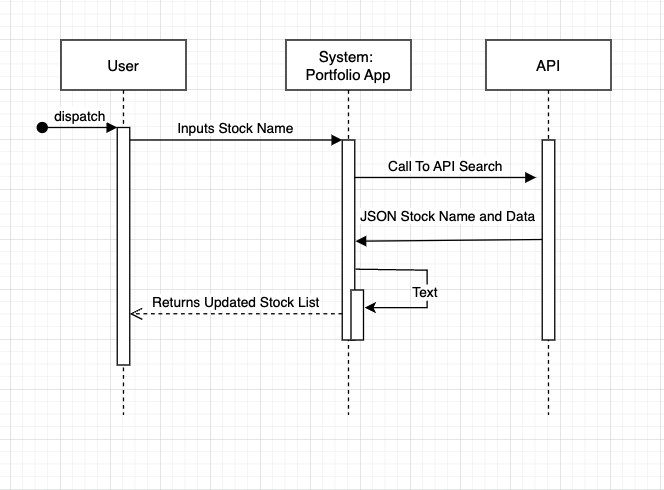 User
System:
Portfolio App
API
dispatch
Inputs Stock Name
Call To API Search
JSON Stock Name and Data
Text
Returns Updated Stock List